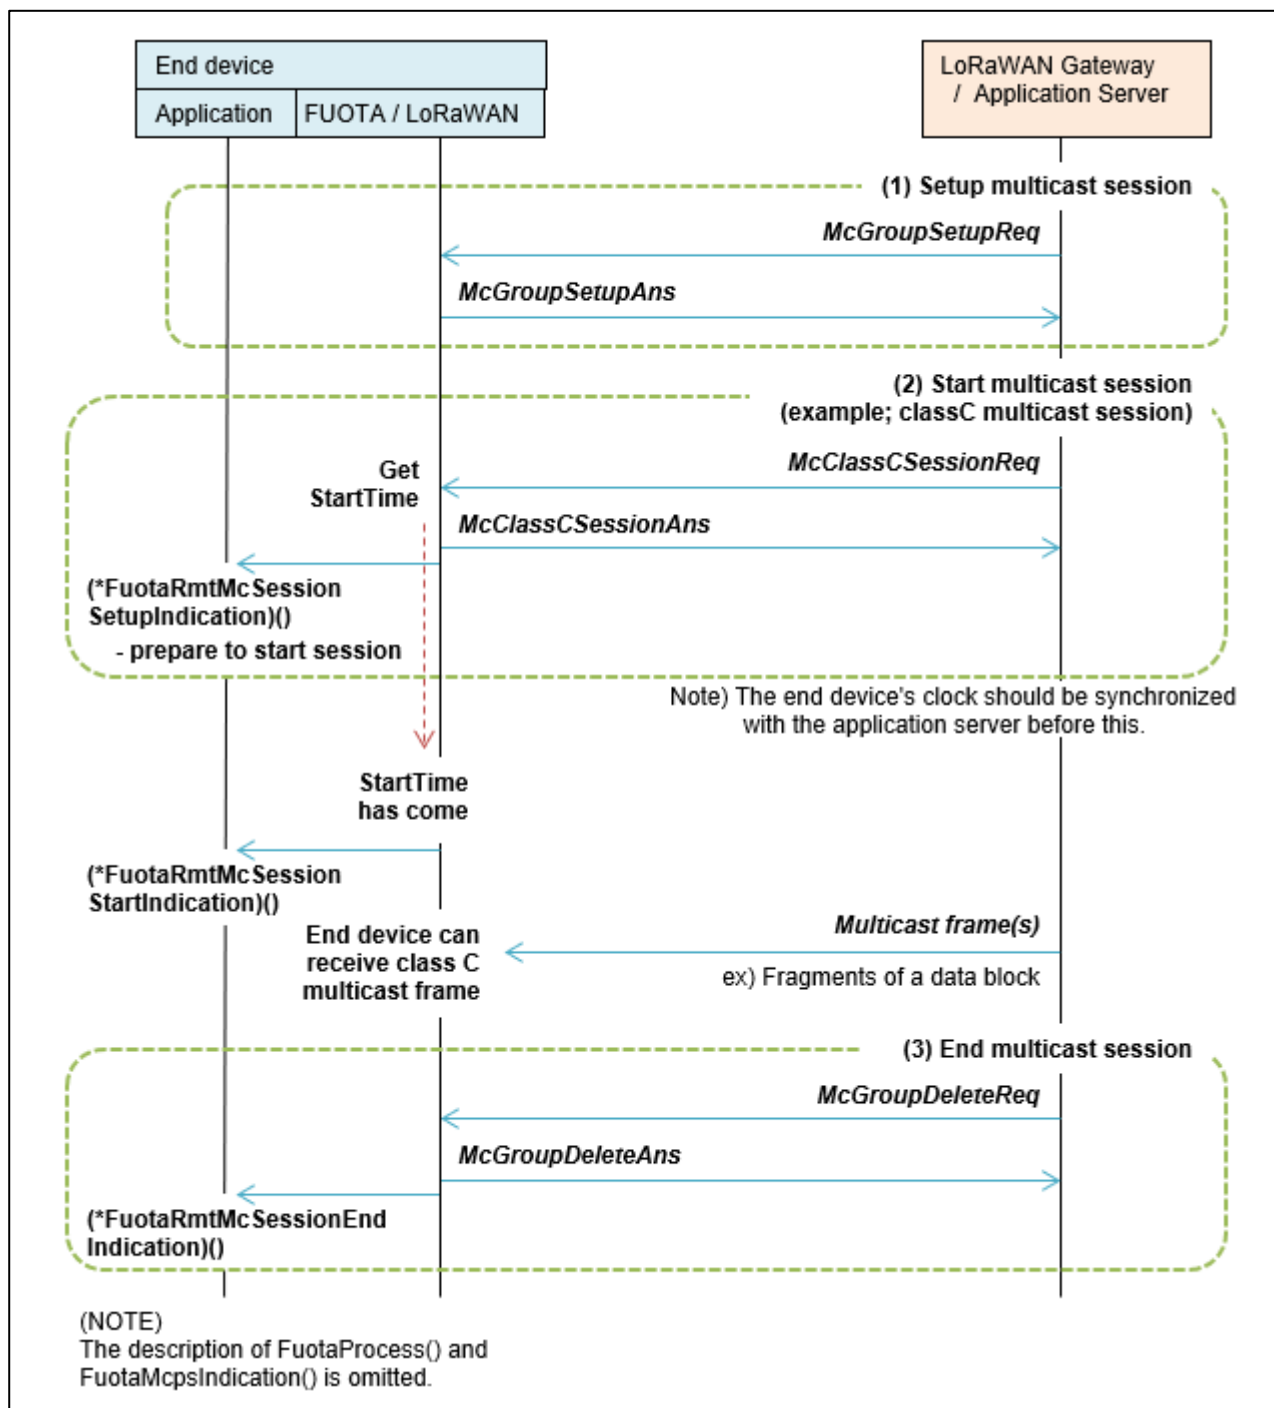 End device
LoRaWAN Gateway
/ Application Server
Application
FUOTA / LoRaWAN
(1) Setup multicast session
McGroupSetupReq
McGroupSetupAns
(2) Start multicast session
(example; classC multicast session)
McClassCSessionReq
Get
StartTime
McClassCSessionAns
(*FuotaRmtMcSession
SetupIndication)()
- prepare to start session
Note) The end device's clock should be synchronized
with the application server before this.
StartTime
has come
(*FuotaRmtMcSession
StartIndication)()
Multicast frame(s)
End device can
receive class C
multicast frame
ex) Fragments of a data block
(3) End multicast session
McGroupDeleteReq
McGroupDeleteAns
(*FuotaRmtMcSessionEnd
Indication)()
(NOTE)
The description of FuotaProcess() and
FuotaMcpsIndication() is omitted.